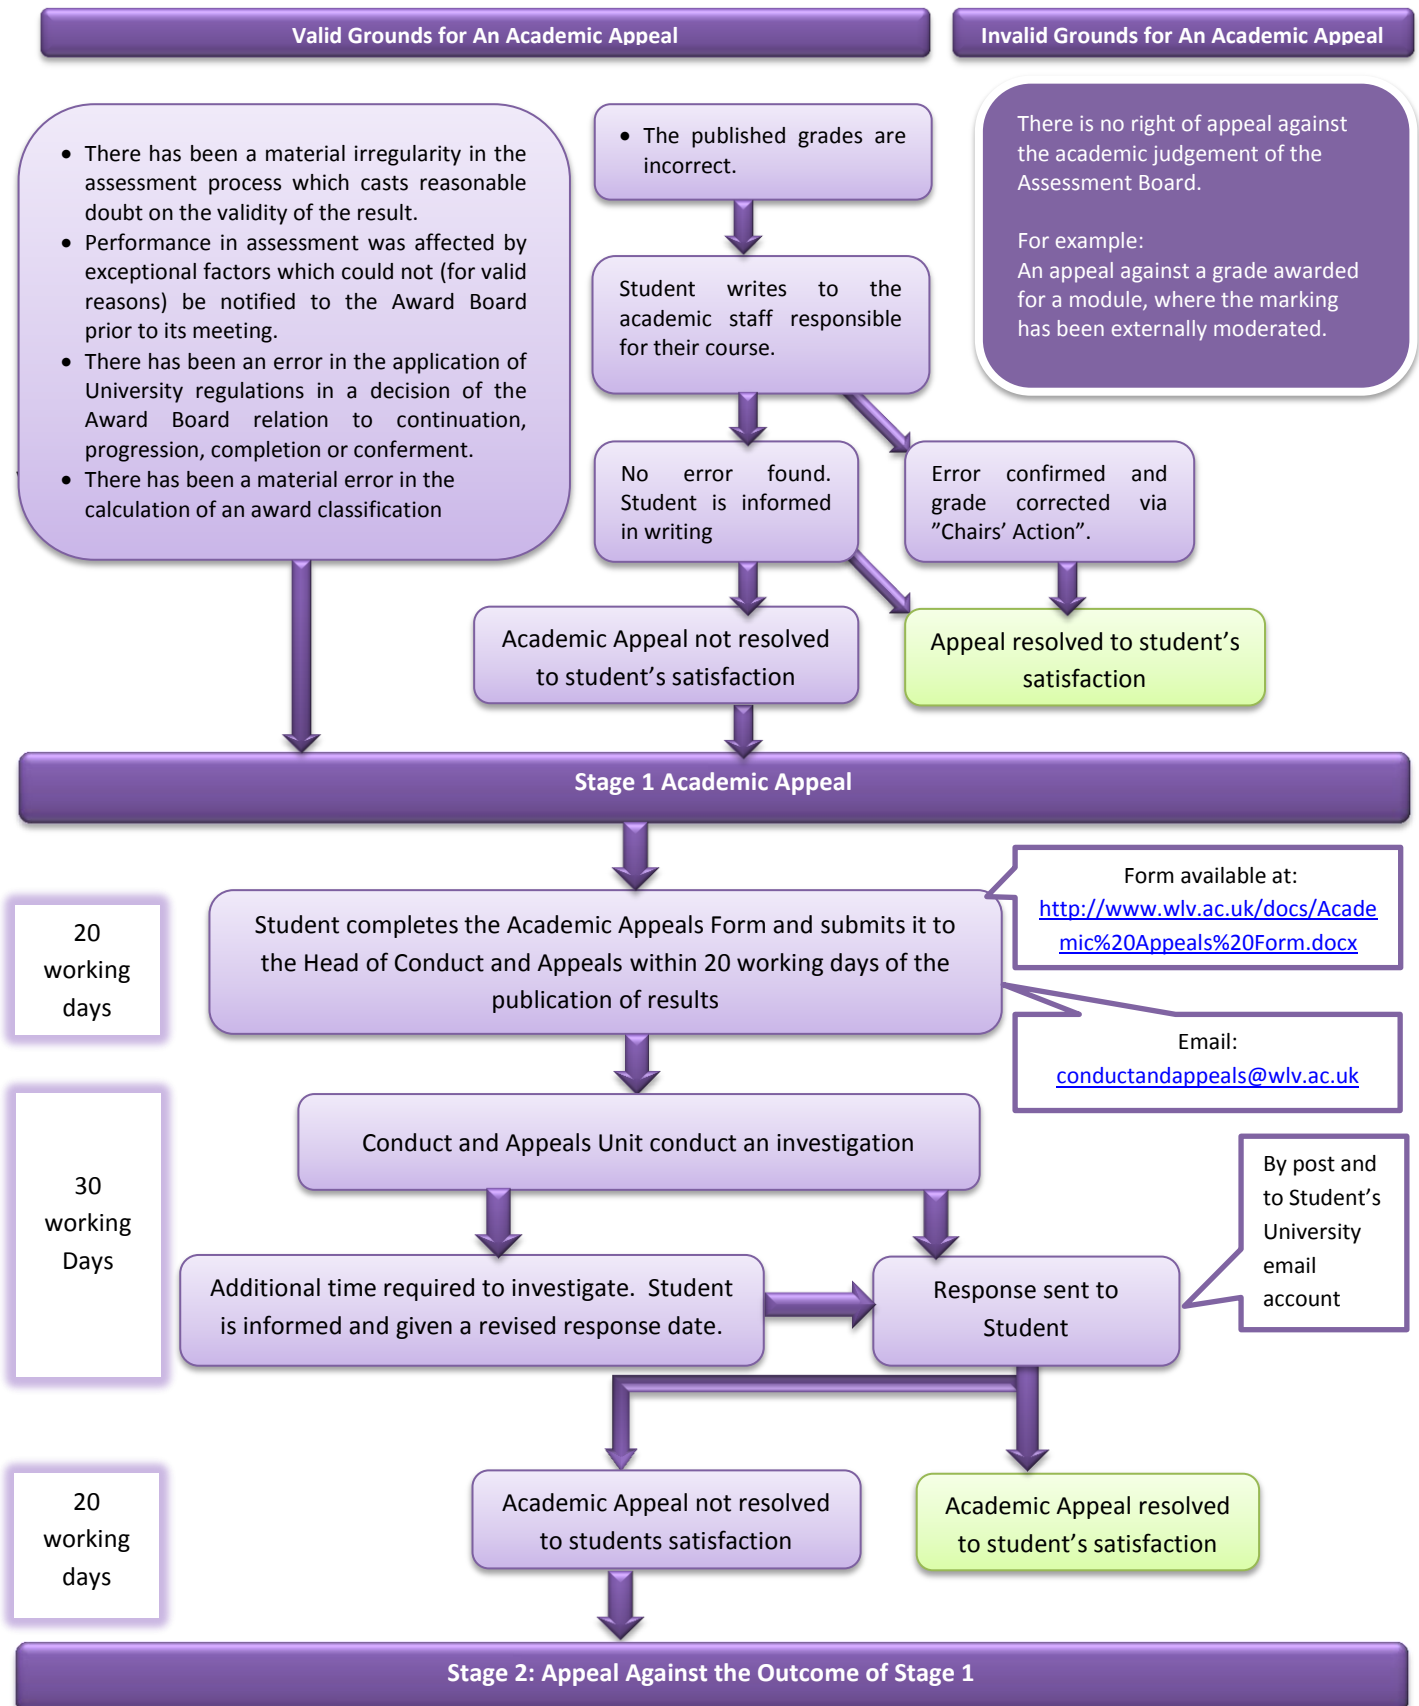 Valid Grounds for An Academic Appeal
Invalid Grounds for An Academic Appeal
• There has been a material irregularity in the
assessment process which casts reasonable
doubt on the validity of the result.
• Performance in assessment was affected by
exceptional factors which could not (for valid
reasons) be notified to the Award Board
prior to its meeting.
• There has been an error in the application of
University regulations in a decision of the
Award Board relation to continuation,
progression, completion or conferment.
• There has been a material error in the
calculation of an award classification
• The published grades are
incorrect.
There is no right of appeal against
the academic judgement of the
Assessment Board.
For example:
An appeal against a grade awarded
for a module, where the marking
has been externally moderated.
Student writes to the
academic staff responsible
for their course.
No error found.
Student is informed
in writing
Error confirmed and
grade corrected via
”Chairs’ Action”.
Academic Appeal not resolved
to student’s satisfaction
Appeal resolved to student’s
satisfaction
Stage 1 Academic Appeal
20
working
days
Student completes the Academic Appeals Form and submits it to
the Head of Conduct and Appeals within 20 working days of the
publication of results
Form available at:
http://www.wlv.ac.uk/docs/Acade
mic%20Appeals%20Form.docx
Email:
conductandappeals@wlv.ac.uk
30
working
Days
Conduct and Appeals Unit conduct an investigation
By post and
to Student’s
University
email
account
Additional time required to investigate. Student
is informed and given a revised response date.
Response sent to
Student
20
working
days
Academic Appeal not resolved
to students satisfaction
Academic Appeal resolved
to student’s satisfaction
Stage 2: Appeal Against the Outcome of Stage 1